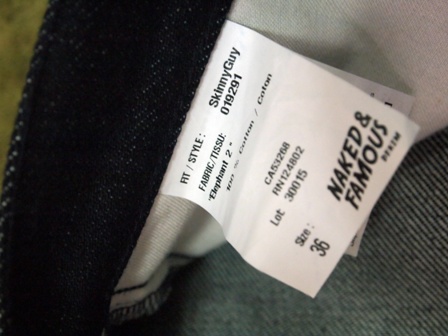 FIT / STYLE:
SkinnyGuy
019291
FABRIC/TISSU:
"Elephant 2"
100 % Cotton / Coton
CA53268
RN124802
Lot: 30015
Size:
36
NAKED &
FAMOUS
DENIM